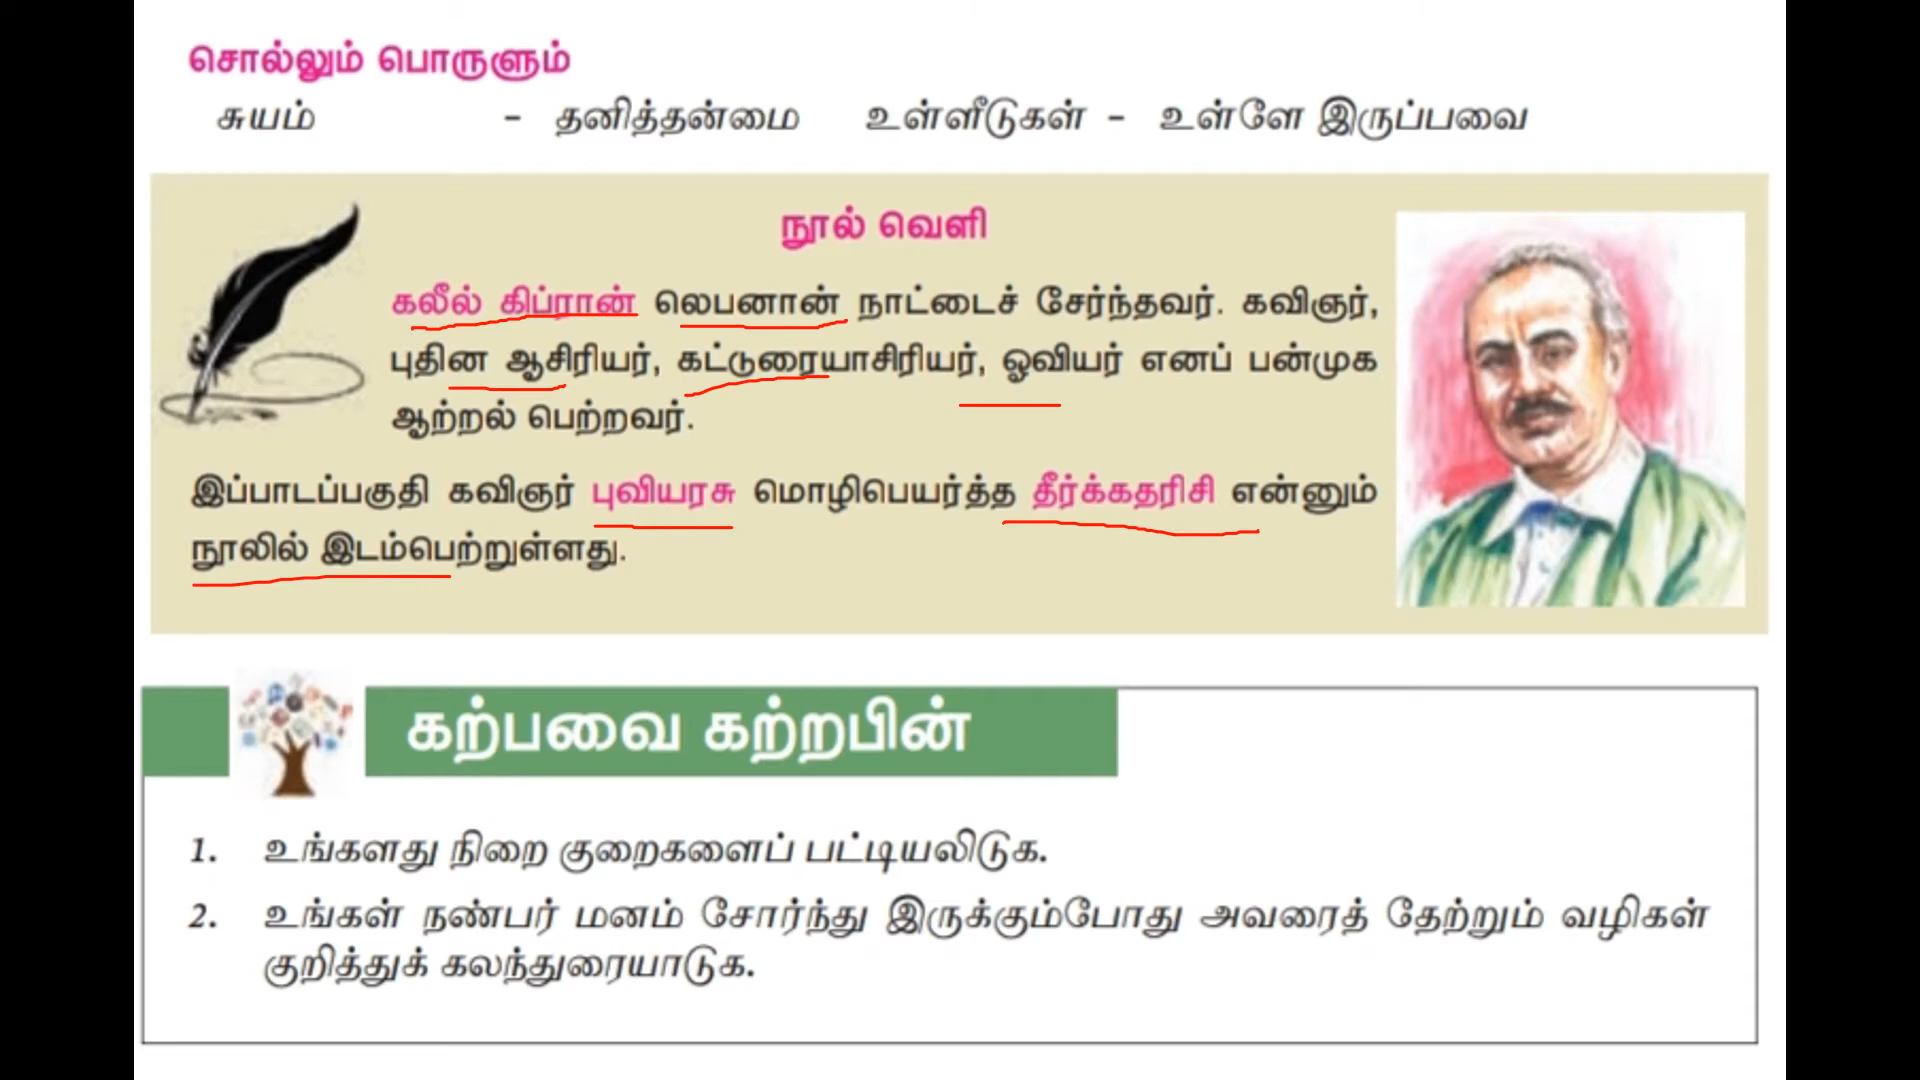 சொல்லும் பொருளும்
சுயம் - தனித்தன்மை உள்ளீடுகள் - உள்ளே இருப்பவை
நூல் வெளி
கலீல் கிப்ரான் லெபனான் நாட்டைச் சேர்ந்தவர். கவிஞர்,
புதின ஆசிரியர், கட்டுரையாசிரியர், ஓவியர் எனப் பன்முக
ஆற்றல் பெற்றவர்.
இப்பாடப்பகுதி கவிஞர் புவியரசு மொழிபெயர்த்த தீர்க்கதரிசி என்னும்
நூலில் இடம்பெற்றுள்ளது.
கற்பவை கற்றபின்
1. உங்களது நிறை குறைகளைப் பட்டியலிடுக.
2. உங்கள் நண்பர் மனம் சோர்ந்து இருக்கும்போது அவரைத் தேற்றும் வழிகள்
குறித்துக் கலந்துரையாடுக.